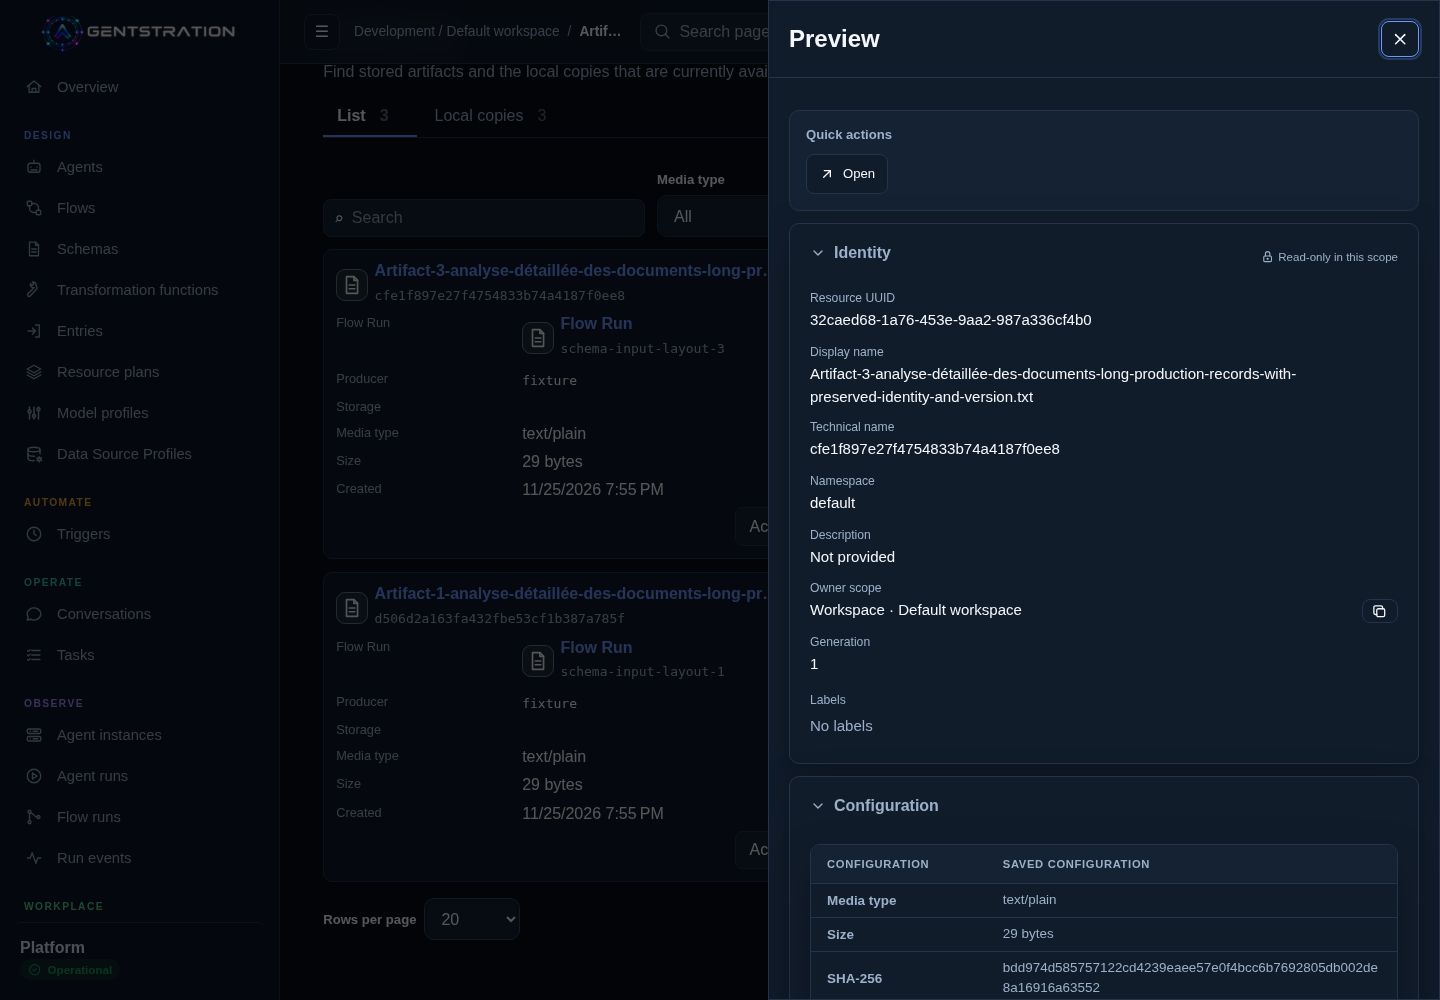 GENTSTRATION
Overview
DESIGN
Agents
Flows
Schemas
Transformation functions
Entries
Resource plans
Model profiles
Data Source Profiles
AUTOMATE
Triggers
OPERATE
Conversations
Tasks
OBSERVE
Agent instances
Agent runs
Flow runs
Run events
WORKPLACE
Platform
Operational
Development / Default workspace / Artif…
Search page
Find stored artifacts and the local copies that are currently avai
List 3 Local copies 3
Media type
Search
All
Artifact-3-analyse-détaillée-des-documents-long-pr…
cfe1f897e27f4754833b74a4187f0ee8
Flow Run
Flow Run
schema-input-layout-3
Producer fixture
Storage
Media type text/plain
Size 29 bytes
Created 11/25/2026 7:55 PM
Ac
Artifact-1-analyse-détaillée-des-documents-long-pr…
d506d2a163fa432fbe53cf1b387a785f
Flow Run
Flow Run
schema-input-layout-1
Producer fixture
Storage
Media type text/plain
Size 29 bytes
Created 11/25/2026 7:55 PM
Ac
Rows per page 20
Preview
Quick actions
Open
Identity
Read-only in this scope
Resource UUID
32caed68-1a76-453e-9aa2-987a336cf4b0
Display name
Artifact-3-analyse-détaillée-des-documents-long-production-records-with-
preserved-identity-and-version.txt
Technical name
cfe1f897e27f4754833b74a4187f0ee8
Namespace
default
Description
Not provided
Owner scope
Workspace · Default workspace
Generation
1
Labels
No labels
Configuration
CONFIGURATION SAVED CONFIGURATION
Media type text/plain
Size 29 bytes
SHA-256 bdd974d585757122cd4239eaee57e0f4bcc6b7692805db002de
8a16916a63552